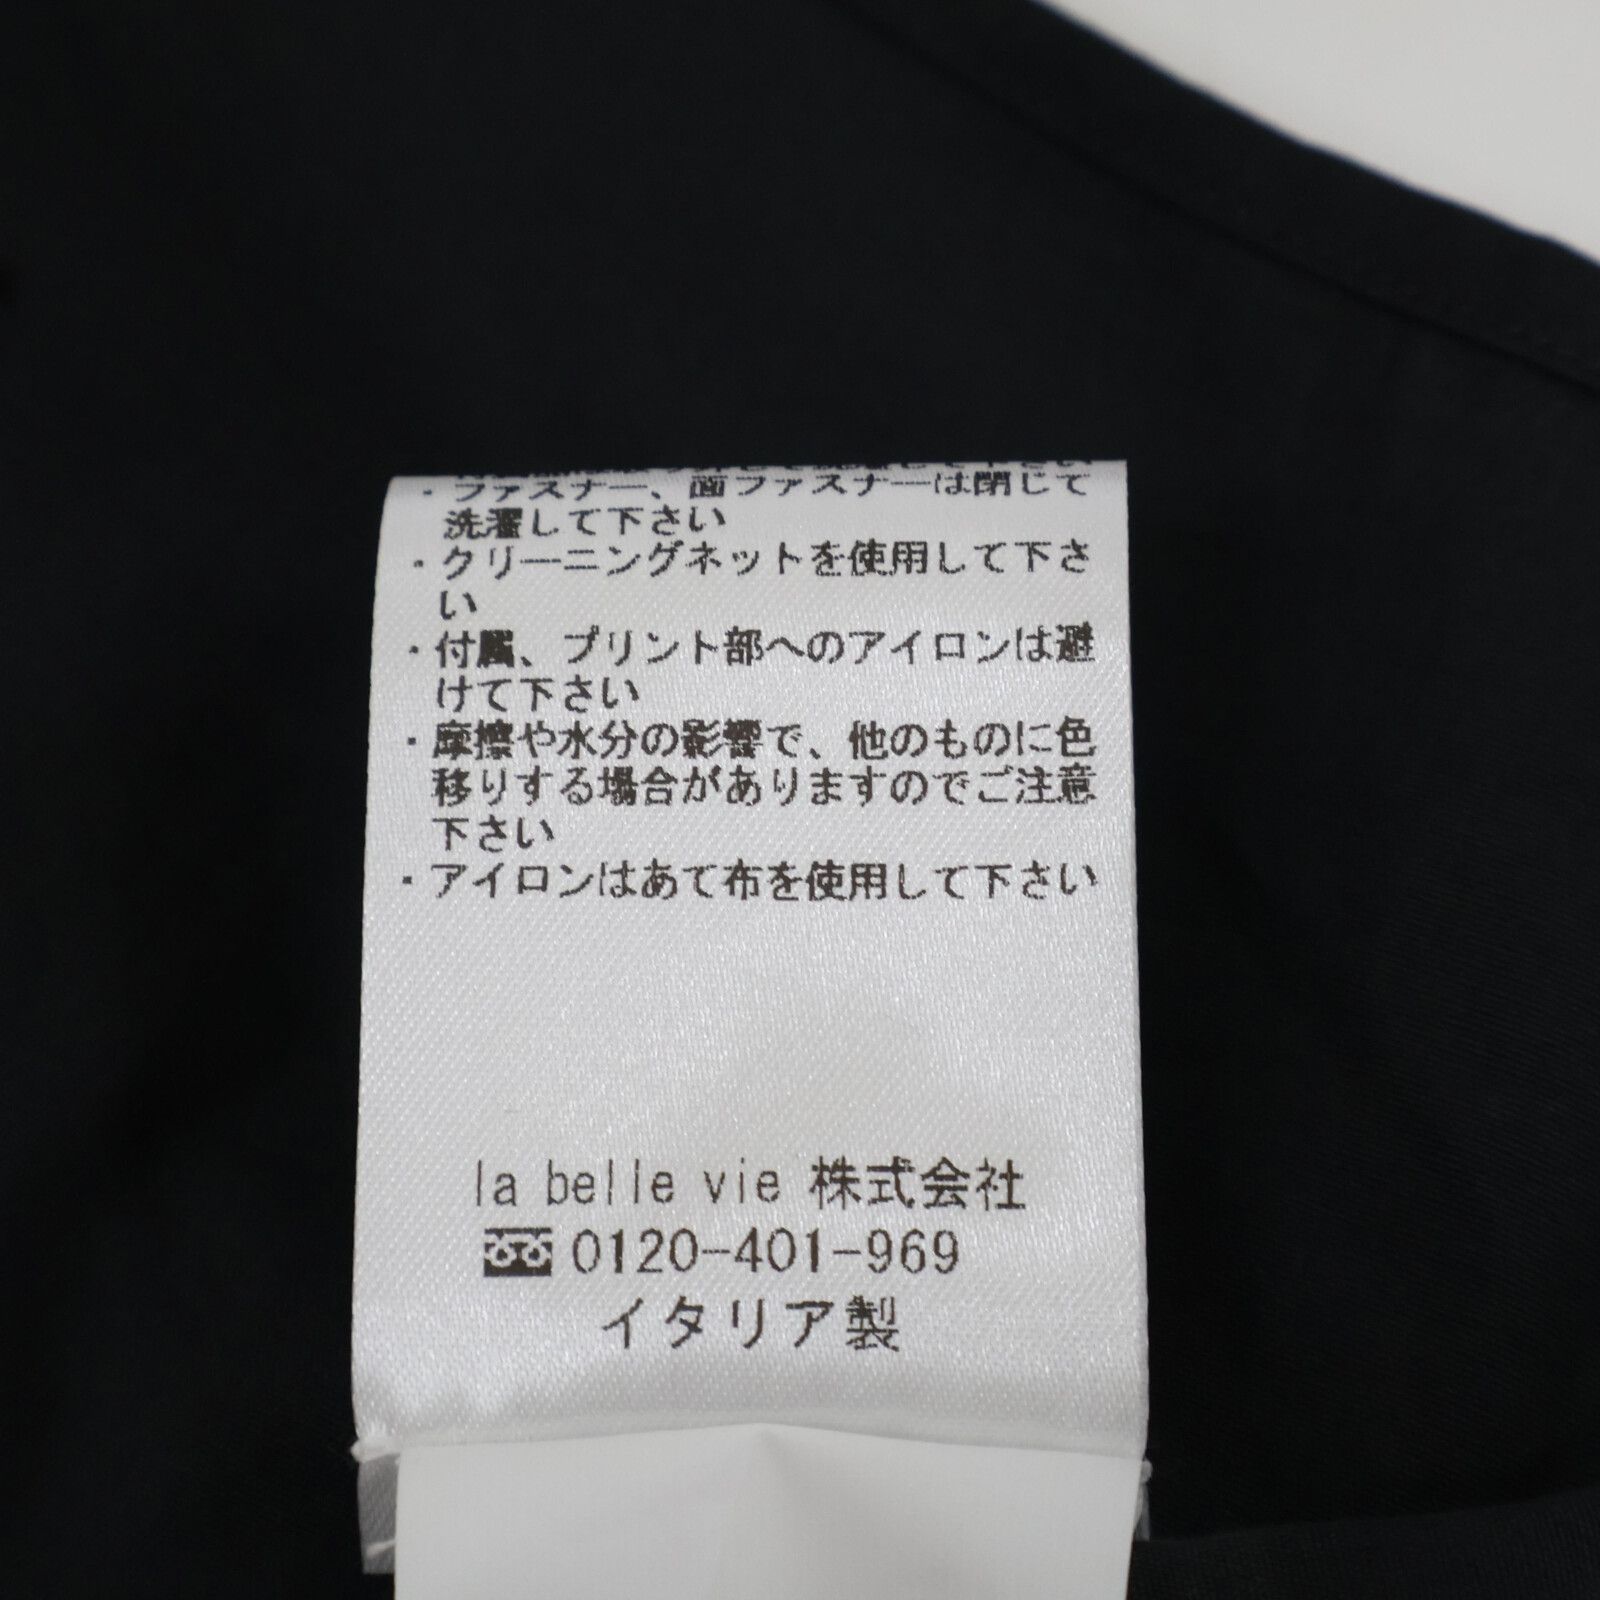 ・ファスナー、面ファスナーは閉じて
洗濯して下さい
・クリーニングネットを使用して下さ
い
・付属、プリント部へのアイロンは避
けて下さい
・摩擦や水分の影響で、他のものに色
移りする場合がありますのでご注意
下さい
・アイロンはあて布を使用して下さい
la belle vie 株式会社
0120-401-969
イタリア製